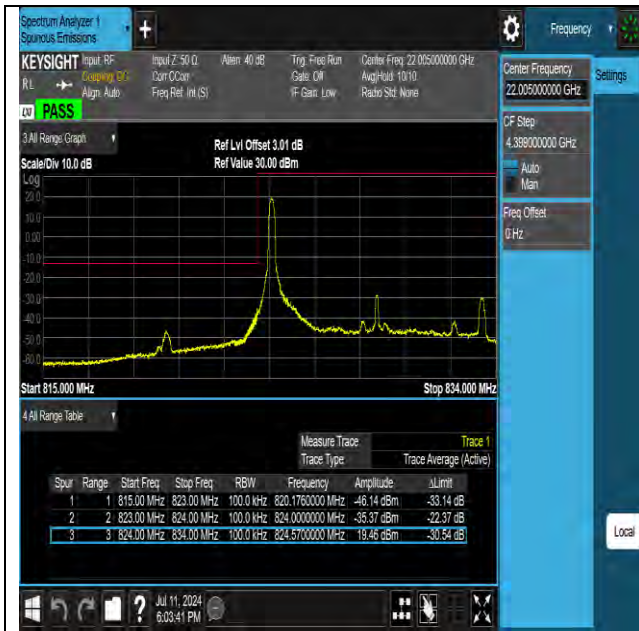 Spectrum Analyzer 1
Spurious Emissions
+
Frequency
KEYSIGHT
RL
Input: RF
Coupling: DC
Align: Auto
Input Z: 50 Ω
Corr CCorr
Freq Ref: Int (S)
Atten: 40 dB
Trig: Free Run
Gate: Off
IF Gain: Low
Center Freq: 22.005000000 GHz
Avg|Hold: 10/10
Radio Std: None
LXI PASS
Center Frequency
22.005000000 GHz
Settings
CF Step
4.399000000 GHz
Auto
Man
Freq Offset
0 Hz
3 All Range Graph
Scale/Div 10.0 dB
Ref Lvl Offset 3.01 dB
Ref Value 30.00 dBm
Log
20.0
10.0
0.00
-10.0
-20.0
-30.0
-40.0
-50.0
-60.0
Start 815.000 MHz
Stop 834.000 MHz
4 All Range Table
Measure Trace Trace 1
Trace Type Trace Average (Active)
Spur Range Start Freq Stop Freq RBW Frequency Amplitude ΔLimit
1 1 815.00 MHz 823.00 MHz 100.0 kHz 820.1760000 MHz -46.14 dBm -33.14 dB
2 2 823.00 MHz 824.00 MHz 100.0 kHz 824.0000000 MHz -35.37 dBm -22.37 dB
3 3 824.00 MHz 834.00 MHz 100.0 kHz 824.5700000 MHz 19.46 dBm -30.54 dB
Local
?
Jul 11, 2024
6:03:41 PM